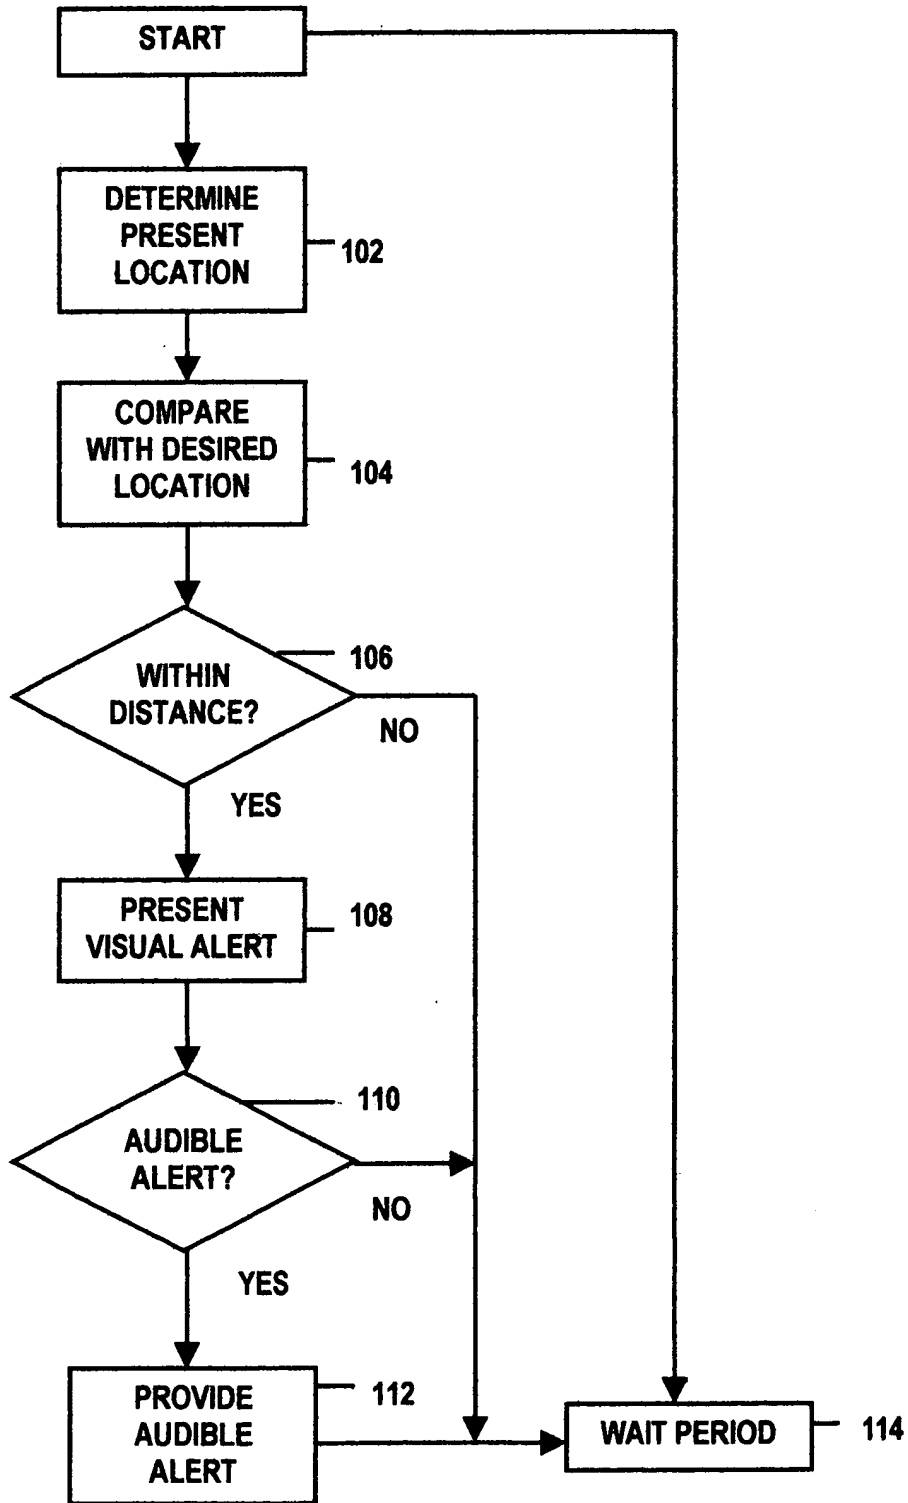 START
DETERMINE
PRESENT
LOCATION
102
COMPARE
WITH DESIRED
LOCATION
104
106
WITHIN
DISTANCE?
NO
YES
PRESENT
VISUAL ALERT
108
110
AUDIBLE
ALERT?
NO
YES
PROVIDE
AUDIBLE
ALERT
112
WAIT PERIOD
114